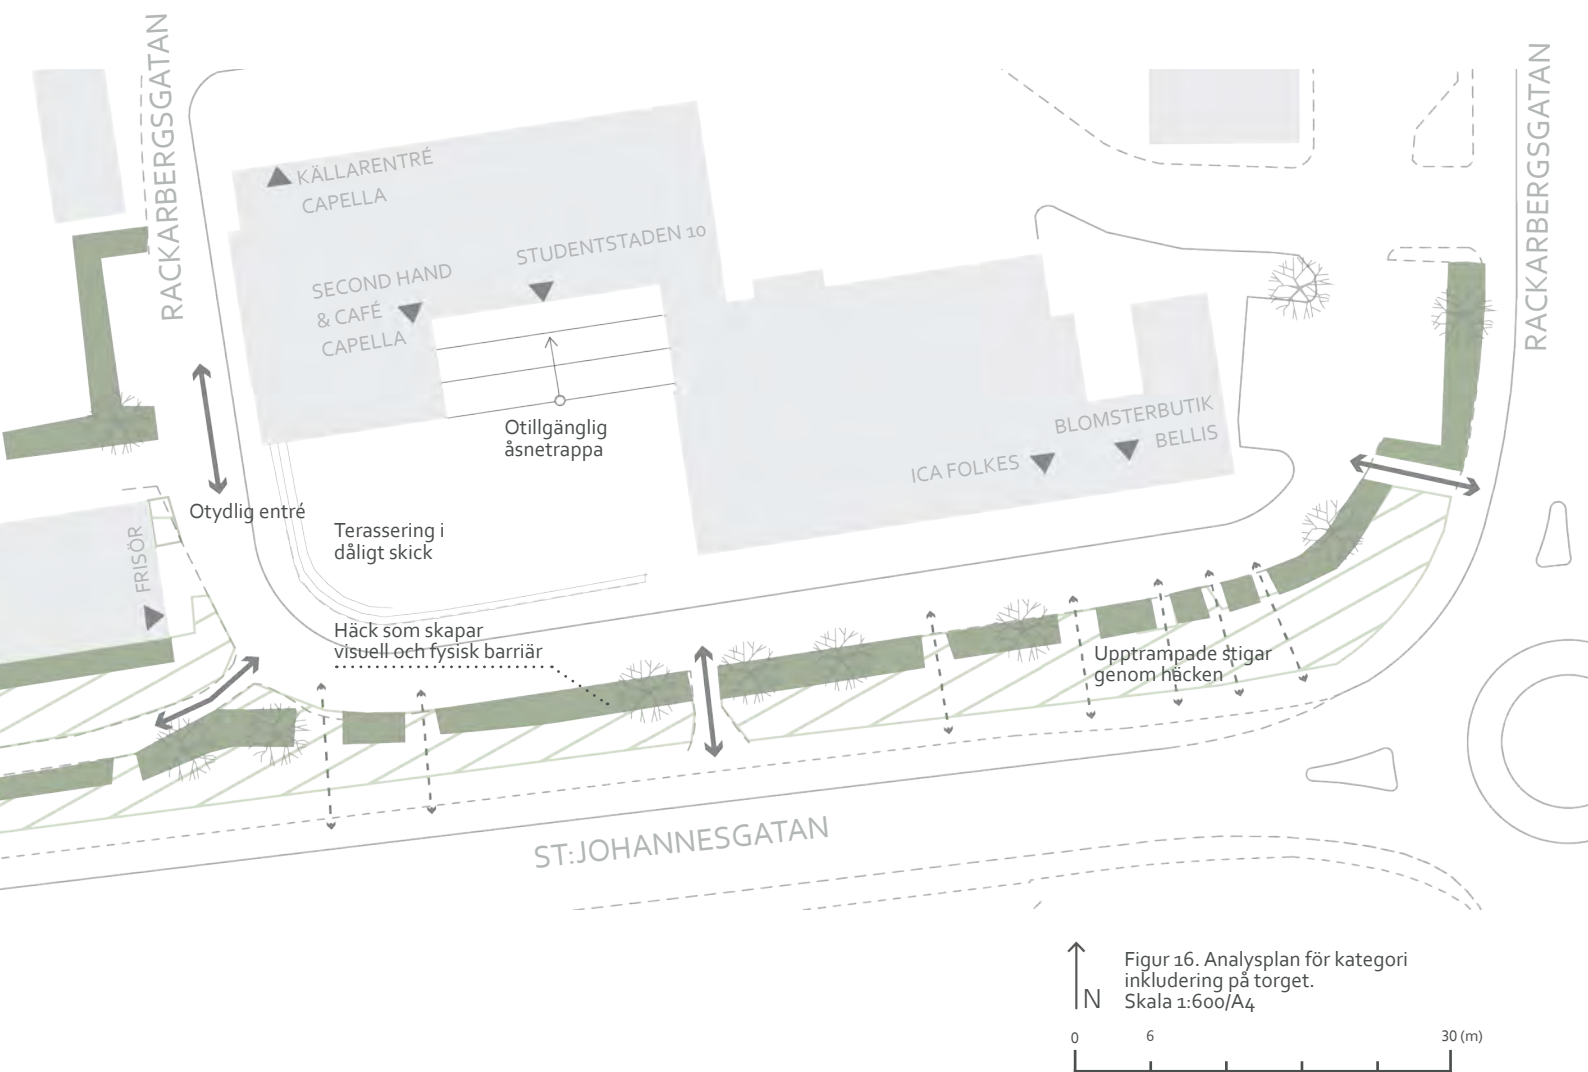 RACKARBERGSGATAN
RACKARBERGSGATAN
KÄLLARENTRÉ
CAPELLA
STUDENTSTADEN 10
SECOND HAND
& CAFÉ
CAPELLA
Otillgänglig
åsnetrappa
BLOMSTERBUTIK
BELLIS
ICA FOLKES
Otydlig entré
Terassering i
dåligt skick
FRISÖR
Häck som skapar
visuell och fysisk barriär
Upptrampade stigar
genom häcken
ST:JOHANNESGATAN
N
Figur 16. Analysplan för kategori
inkludering på torget.
Skala 1:600/A4
0 6 30 (m)